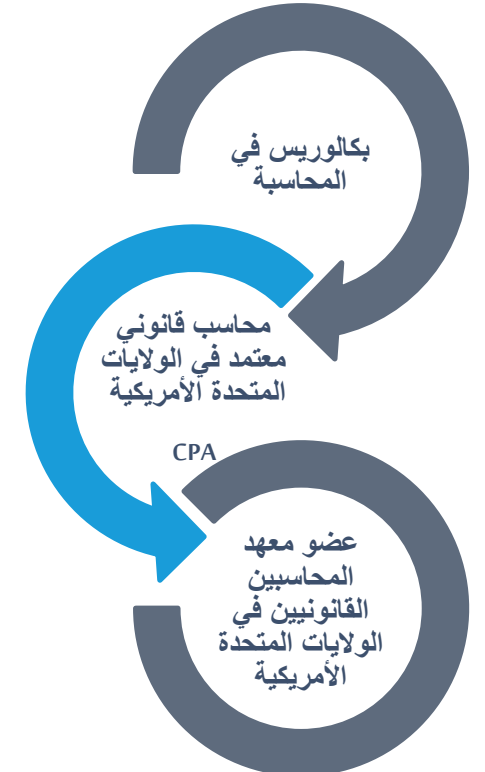 بكالوريس في
المحاسبة
محاسب قانوني
معتمد في الولايات
المتحدة الأمريكية
CPA
عضو معهد
المحاسبين
القانونيين في
الولايات المتحدة
الأمريكية